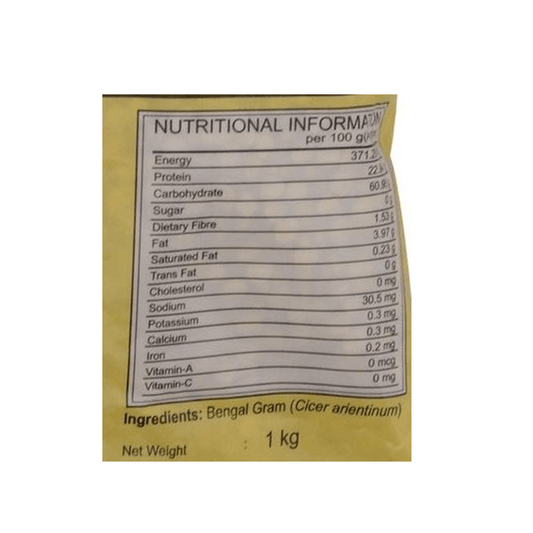 NUTRITIONAL INFORMATION
per 100 g
Energy 371.2
Protein 22.
Carbohydrate 60.9
Sugar 0 g
Dietary Fibre 1.53 g
Fat 3.97 g
Saturated Fat 0.23 g
Trans Fat 0 g
Cholesterol 0 mg
Sodium 30.5 mg
Potassium 0.3 mg
Calcium 0.3 mg
Iron 0.2 mg
Vitamin-A 0 mcg
Vitamin-C 0 mg
Ingredients: Bengal Gram (Cicer arientinum)
Net Weight : 1 kg